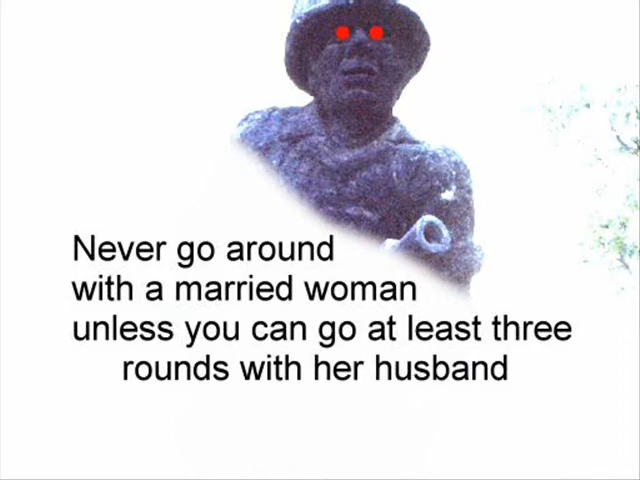 Never go around
with a married woman
unless you can go at least three
rounds with her husband